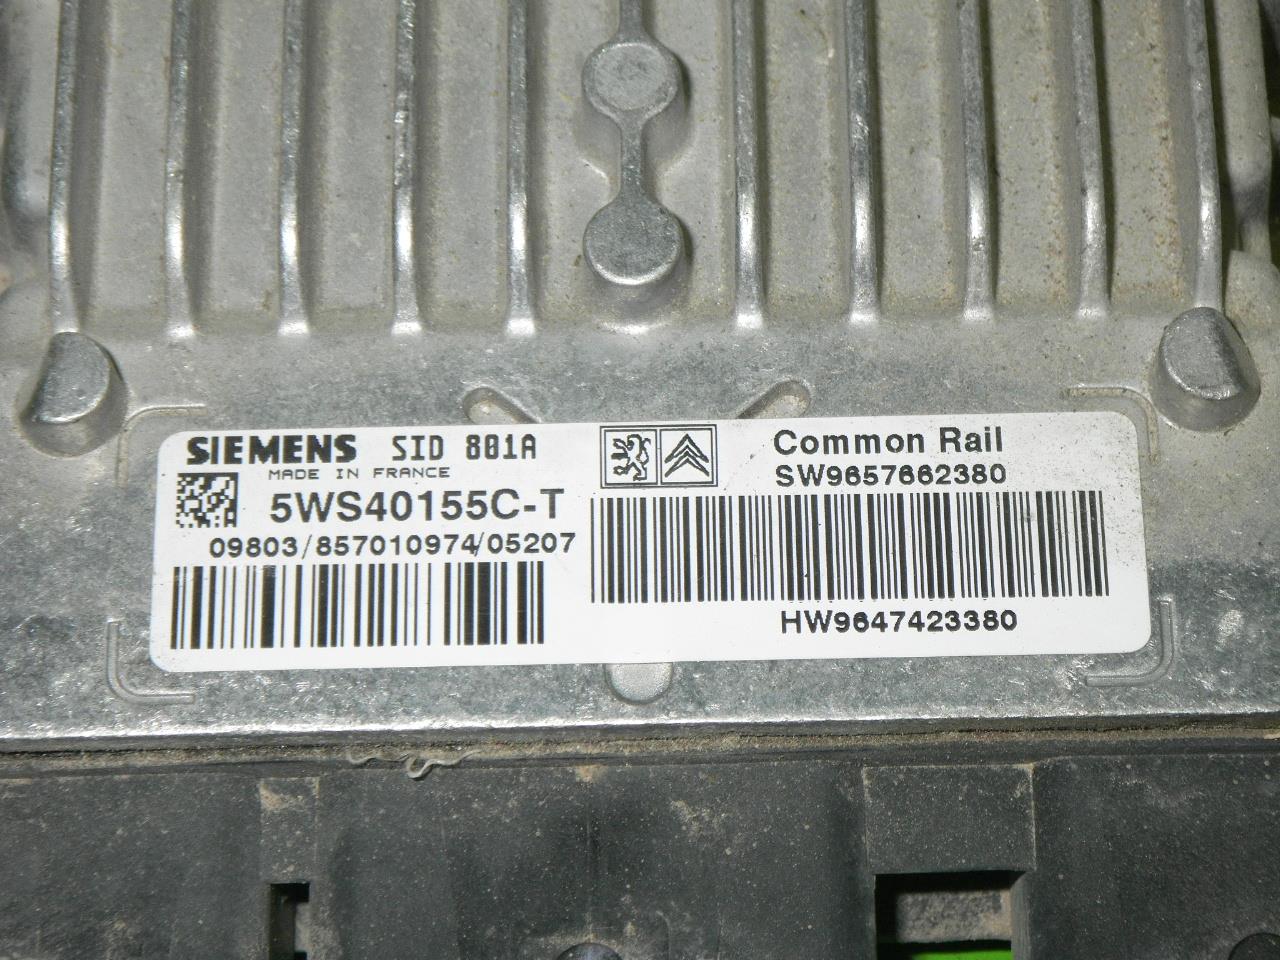 SIEMENS SID 801A
MADE IN FRANCE
5WS40155C-T
09803/857010974/05207
Common Rail
SW9657662380
HW9647423380